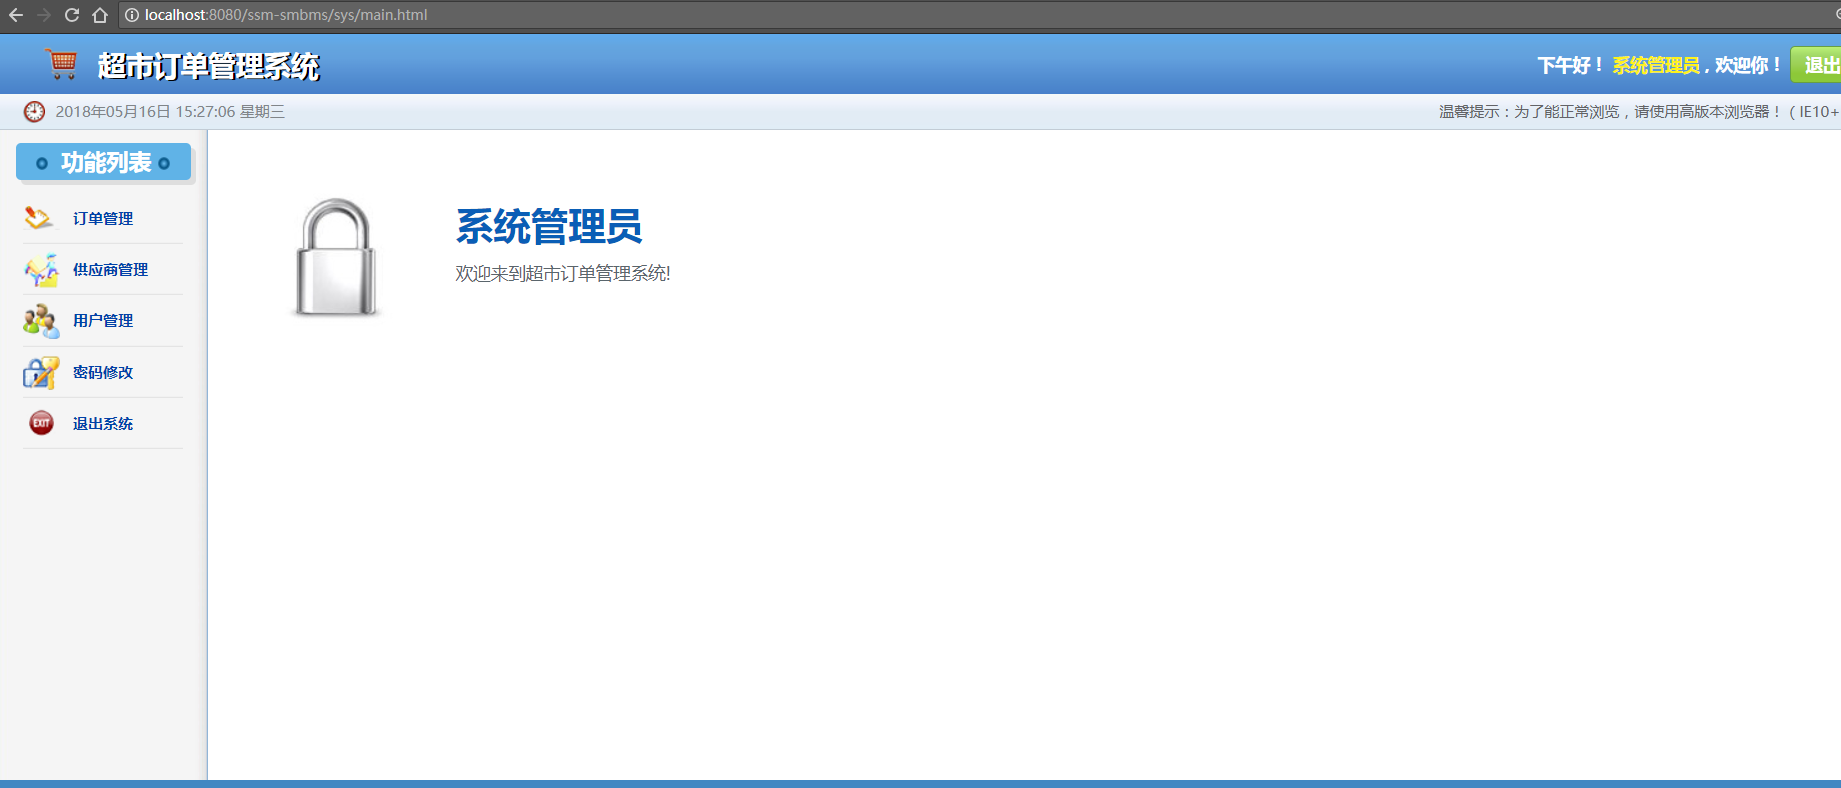 localhost:8080/ssm-smbms/sys/main.html
超市订单管理系统
下午好！ 系统管理员，欢迎你！ 退出
2018年05月16日 15:27:06 星期三
温馨提示：为了能正常浏览，请使用高版本浏览器！（IE10+
功能列表
订单管理
供应商管理
用户管理
密码修改
EXIT 退出系统
系统管理员
欢迎来到超市订单管理系统!